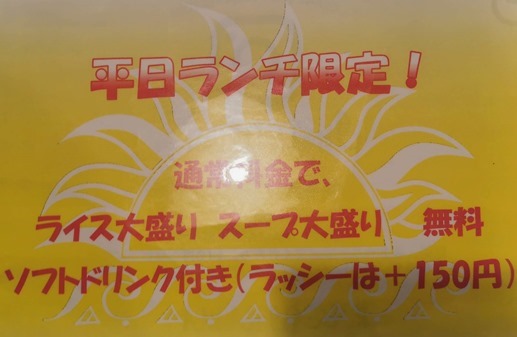 平日ランチ限定！
通常料金で、
ライス大盛り スープ大盛り 無料
ソフトドリンク付き(ラッシーは＋150円)